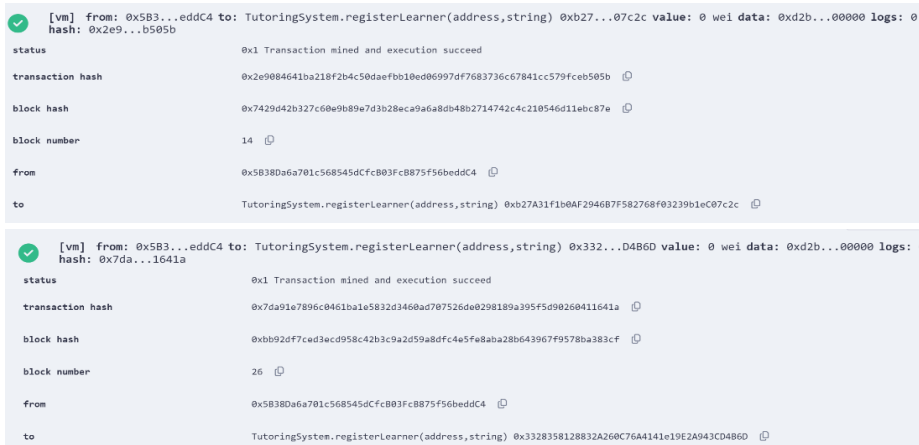 [vm] from: 0x5B3...eddC4 to: TutoringSystem.registerLearner(address,string) 0xb27...07c2c value: 0 wei data: 0xd2b...00000 logs: 0
hash: 0x2e9...b505b
status 0x1 Transaction mined and execution succeed
transaction hash 0x2e9084641ba218f2b4c50daefbb10ed06997df7683736c67841cc579fceb505b
block hash 0x7429d42b327c60e9b89e7d3b28eca9a6a8db48b2714742c4c210546d11ebc87e
block number 14
from 0x5B38Da6a701c568545dCfcB03FcB875f56beddC4
to TutoringSystem.registerLearner(address,string) 0xb27A31f1b0AF2946B7F582768f03239b1eC07c2c
[vm] from: 0x5B3...eddC4 to: TutoringSystem.registerLearner(address,string) 0x332...D4B6D value: 0 wei data: 0xd2b...00000 logs:
hash: 0x7da...1641a
status 0x1 Transaction mined and execution succeed
transaction hash 0x7da91e7896c0461ba1e5832d3460ad707526de0298189a395f5d90260411641a
block hash 0xbb92df7ced3ecd958c42b3c9a2d59a8dfc4e5fe8aba28b643967f9578ba383cf
block number 26
from 0x5B38Da6a701c568545dCfcB03FcB875f56beddC4
to TutoringSystem.registerLearner(address,string) 0x3328358128832A260C76A4141e19E2A943CD4B6D